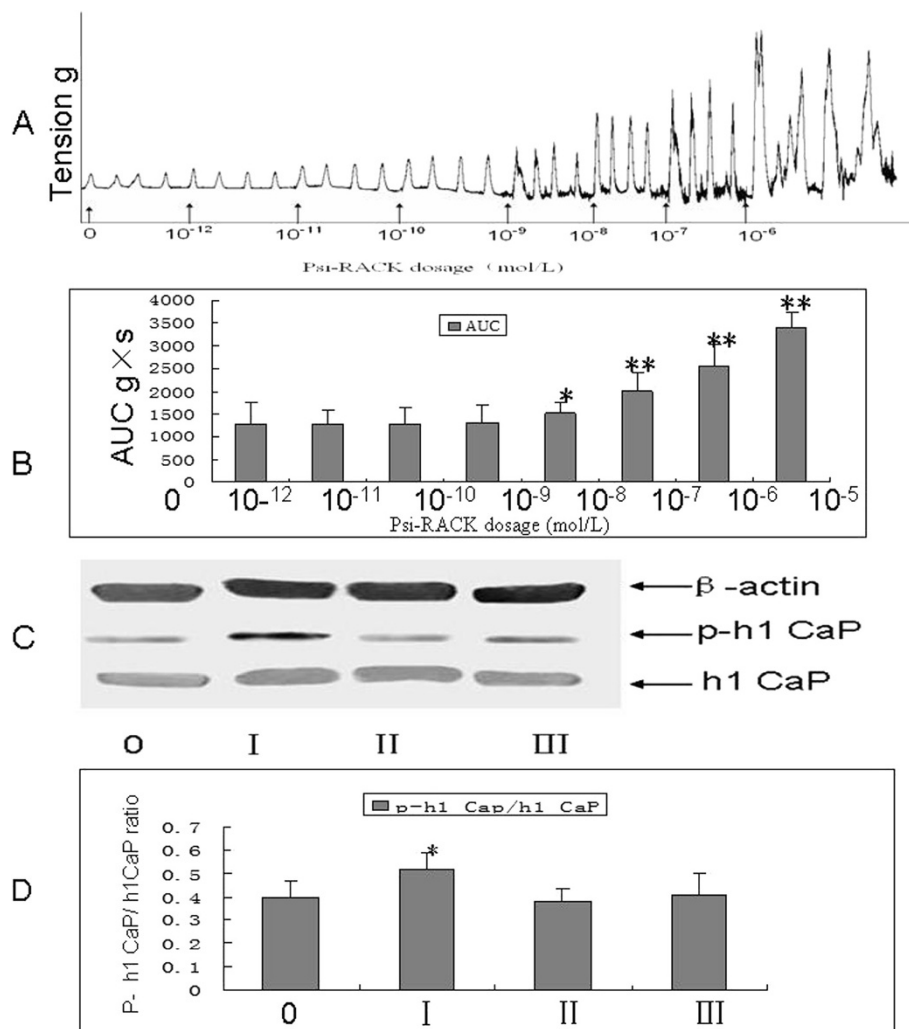 A
Tension g
0 10-12 10-11 10-10 10-9 10-8 10-7 10-6
Psi-RACK dosage (mol/L)
B
AUC g×s
4000
3500
3000
2500
2000
1500
1000
500
0
AUC
* ** ** **
0 10-12 10-11 10-10 10-9 10-8 10-7 10-6 10-5
Psi-RACK dosage (mol/L)
C
β-actin
p-h1 CaP
h1 CaP
0 I II III
D
P- h1 CaP/ h1CaP ratio
p-h1 Cap/h1 CaP
0.7
0.6
0.5
0.4
0.3
0.2
0.1
0
*
0 I II III